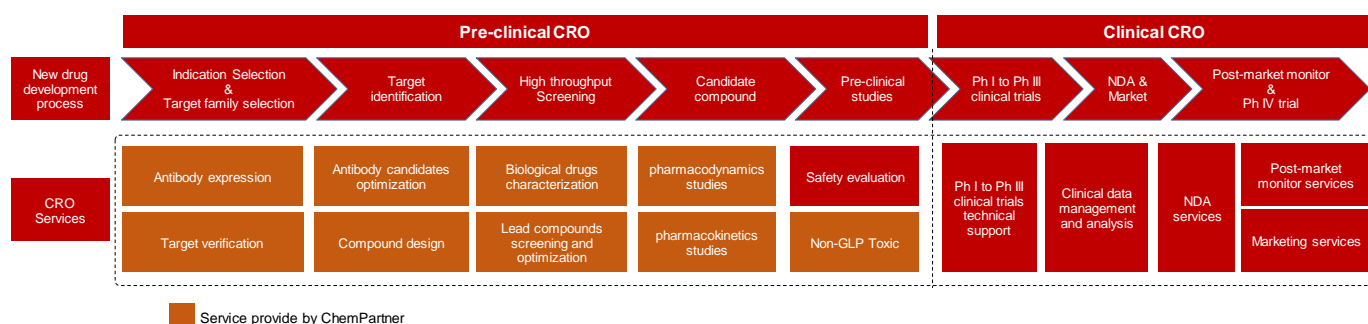 Pre-clinical CRO
Clinical CRO
New drug
development
process
Indication Selection
&
Target family selection
Target
identification
High throughput
Screening
Candidate
compound
Pre-clinical
studies
Ph I to Ph III
clinical trials
NDA &
Market
Post-market monitor
&
Ph IV trial
CRO
Services
Antibody expression
Antibody candidates
optimization
Biological drugs
characterization
pharmacodynamics
studies
Safety evaluation
Target verification
Compound design
Lead compounds
screening and
optimization
pharmacokinetics
studies
Non-GLP Toxic
Ph I to Ph III
clinical trials
technical
support
Clinical data
management
and analysis
NDA
services
Post-market
monitor services
Marketing services
Service provide by ChemPartner